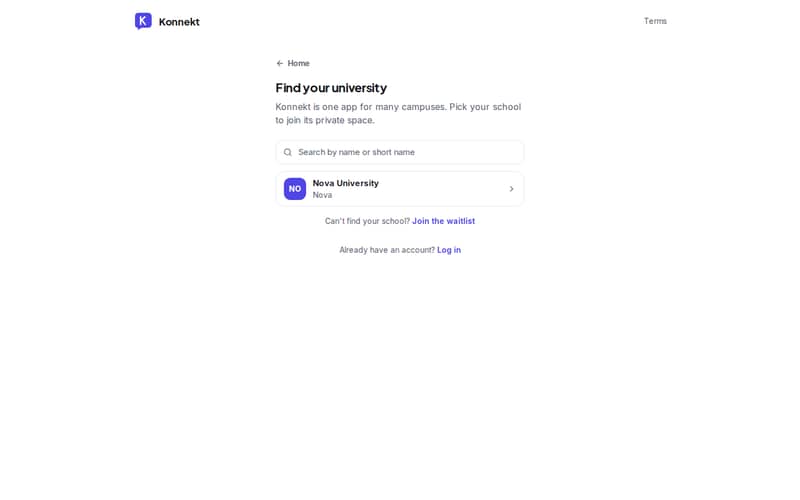 K Konnekt
Terms
← Home
Find your university
Konnekt is one app for many campuses. Pick your school
to join its private space.
Search by name or short name
NO
Nova University
Nova
Can't find your school? Join the waitlist
Already have an account? Log in